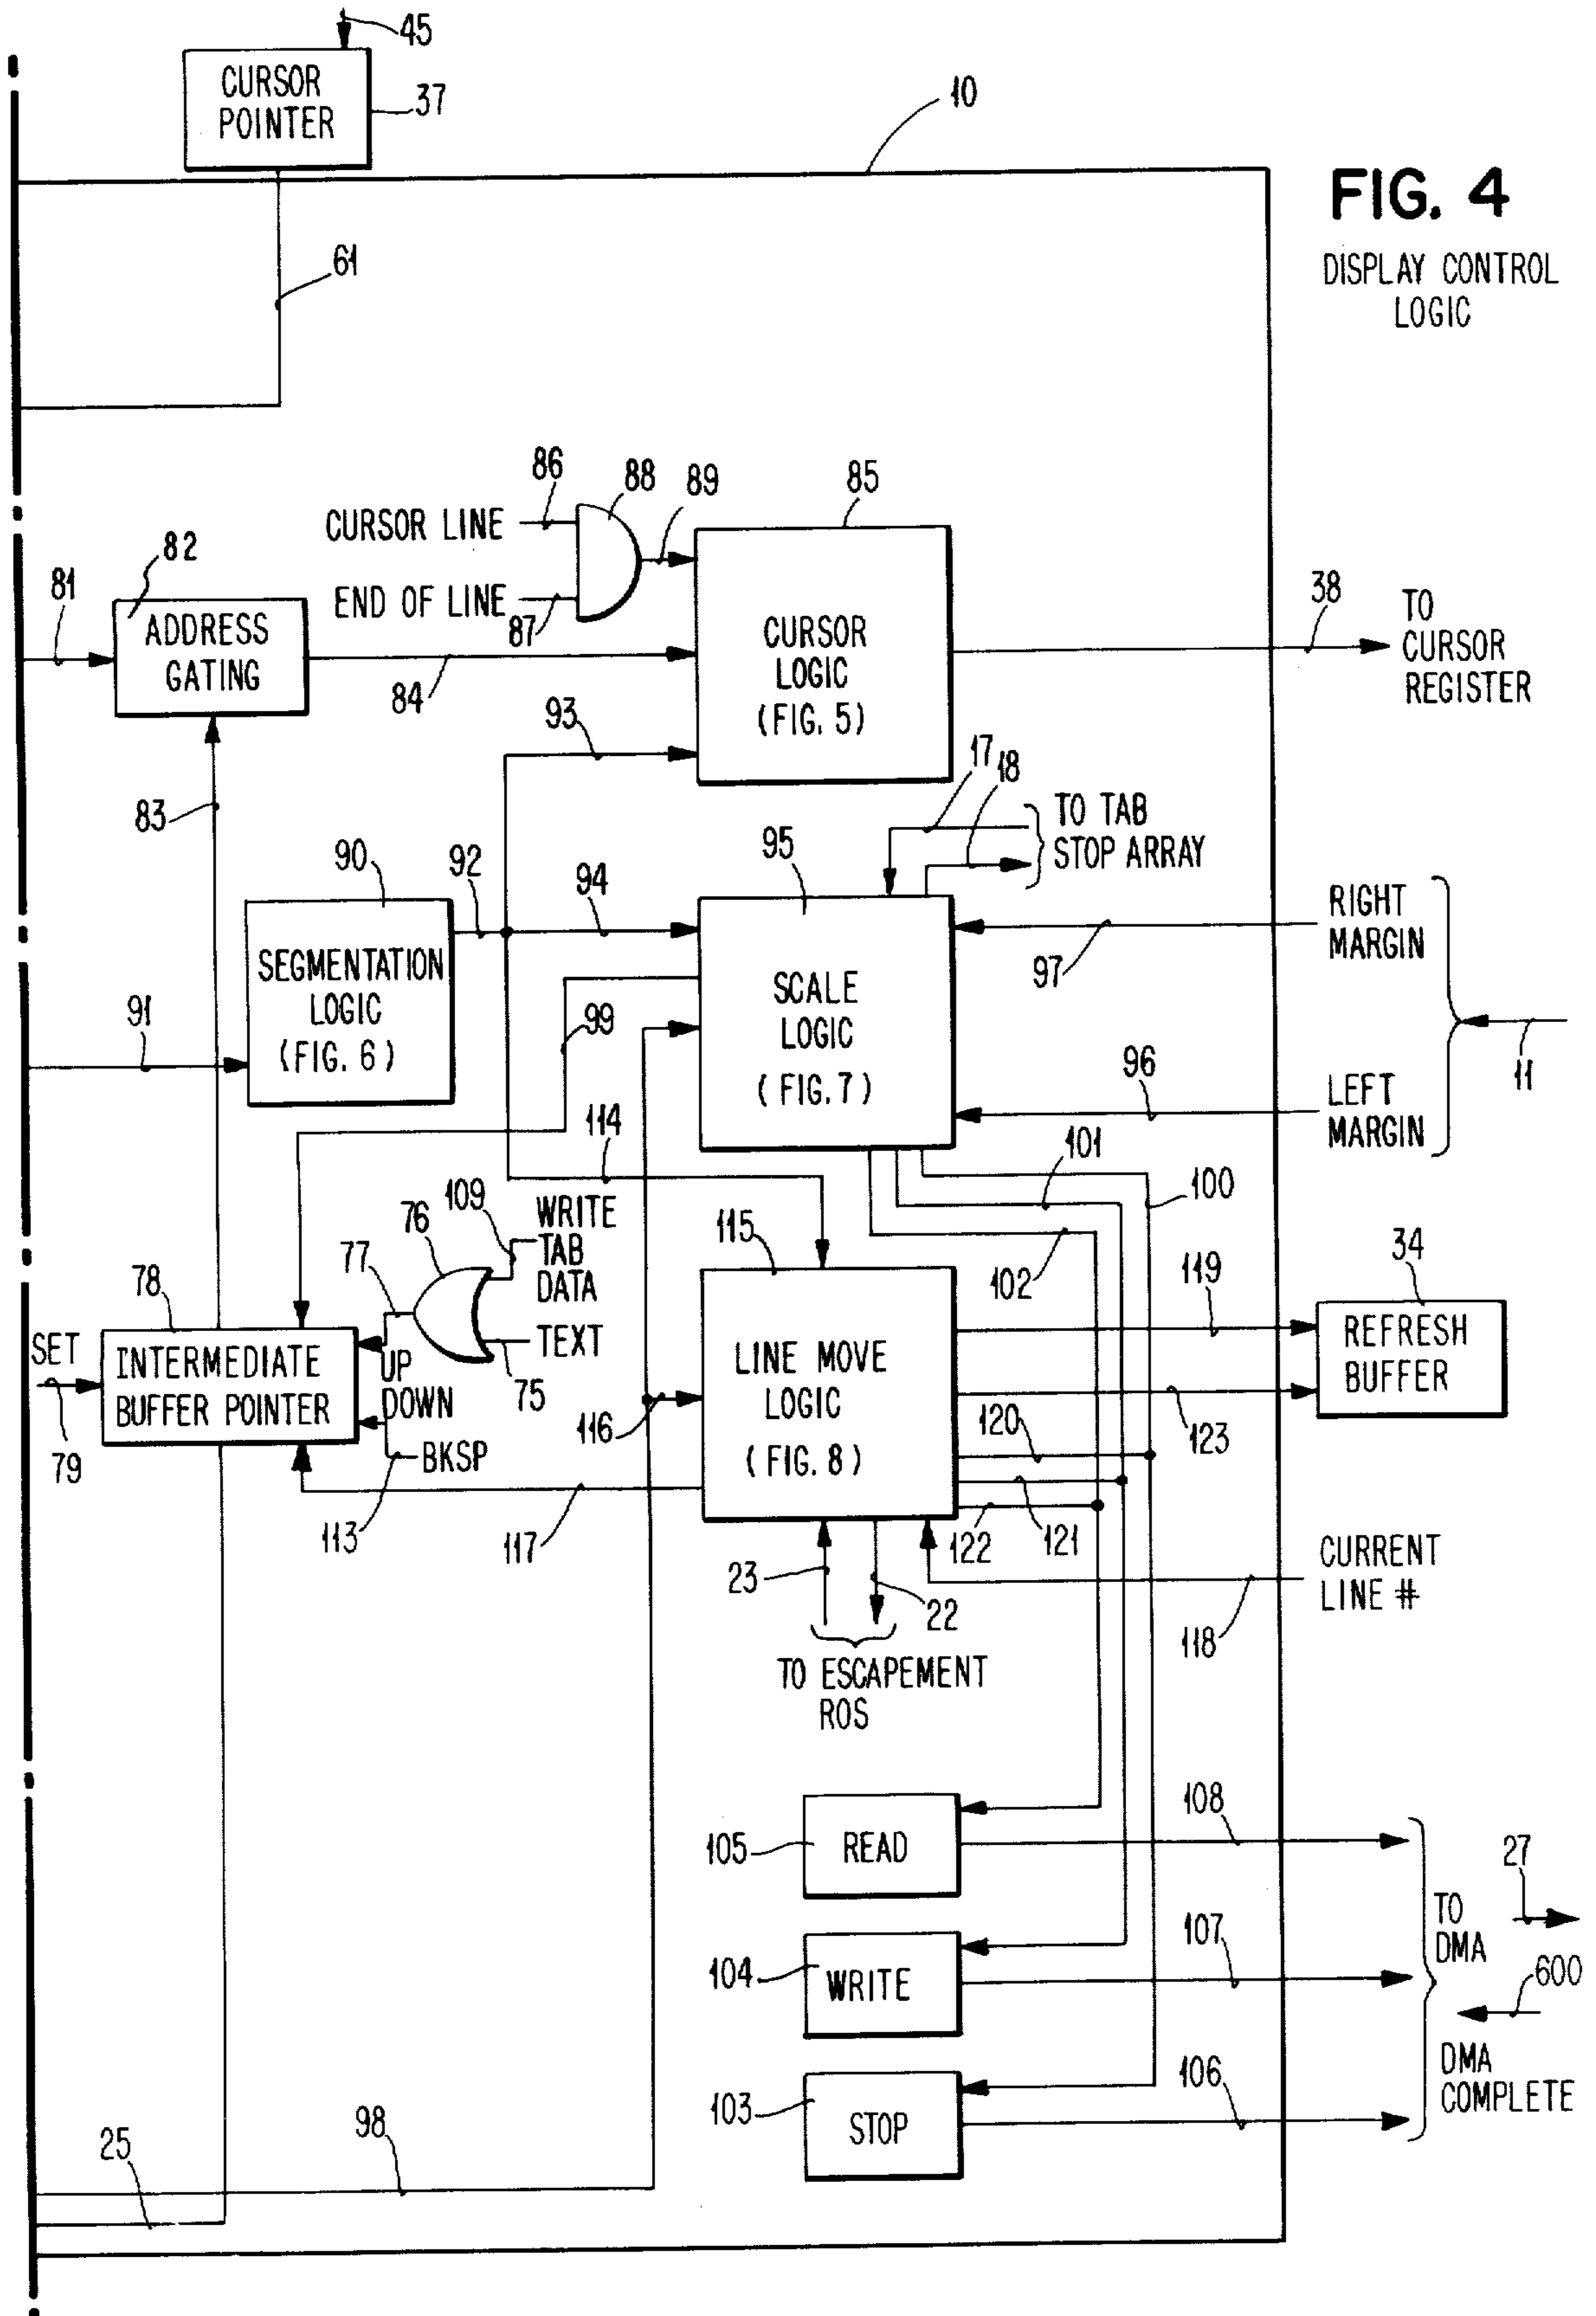 45
CURSOR
POINTER
37
10
FIG. 4
DISPLAY CONTROL
LOGIC
61
86
88
89
85
CURSOR LINE
END OF LINE
87
82
81
ADDRESS
GATING
84
CURSOR
LOGIC
(FIG. 5)
38
TO
CURSOR
REGISTER
93
83
17
18
TO TAB
STOP ARRAY
90
92
94
95
SEGMENTATION
LOGIC
(FIG. 6)
91
99
SCALE
LOGIC
(FIG. 7)
RIGHT
MARGIN
97
11
96
LEFT
MARGIN
114
101
100
102
109
WRITE
TAB
DATA
76
77
TEXT
75
78
SET
79
INTERMEDIATE
BUFFER POINTER
UP
DOWN
BKSP
113
115
LINE MOVE
LOGIC
(FIG. 8)
116
117
119
34
REFRESH
BUFFER
123
120
121
122
23
22
TO ESCAPEMENT
ROS
CURRENT
LINE #
118
105
READ
108
27
TO
DMA
104
WRITE
107
600
DMA
COMPLETE
103
STOP
106
98
25